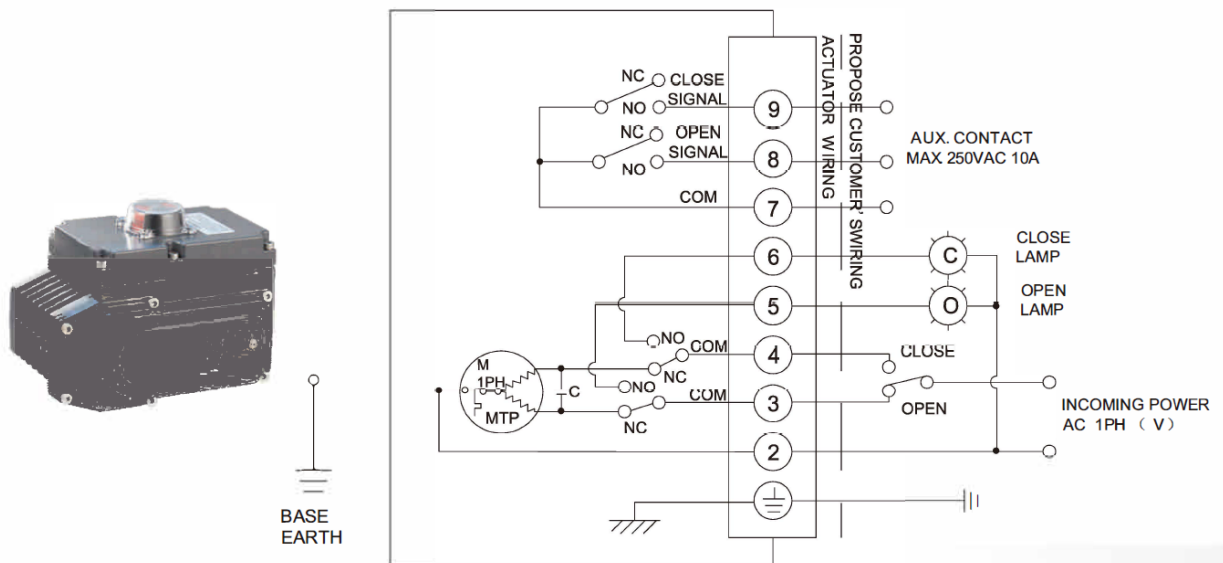 NC CLOSE
NO SIGNAL
NC OPEN
NO SIGNAL
COM
9
8
7
6
5
4
3
2
ACTUATOR WIRING
PROPOSE CUSTOMER' SWIRING
AUX. CONTACT
MAX 250VAC 10A
C
CLOSE
LAMP
O
OPEN
LAMP
NO
COM
NC
NO
COM
NC
M
1PH
MTP
C
CLOSE
OPEN
INCOMING POWER
AC 1PH ( V )
BASE
EARTH